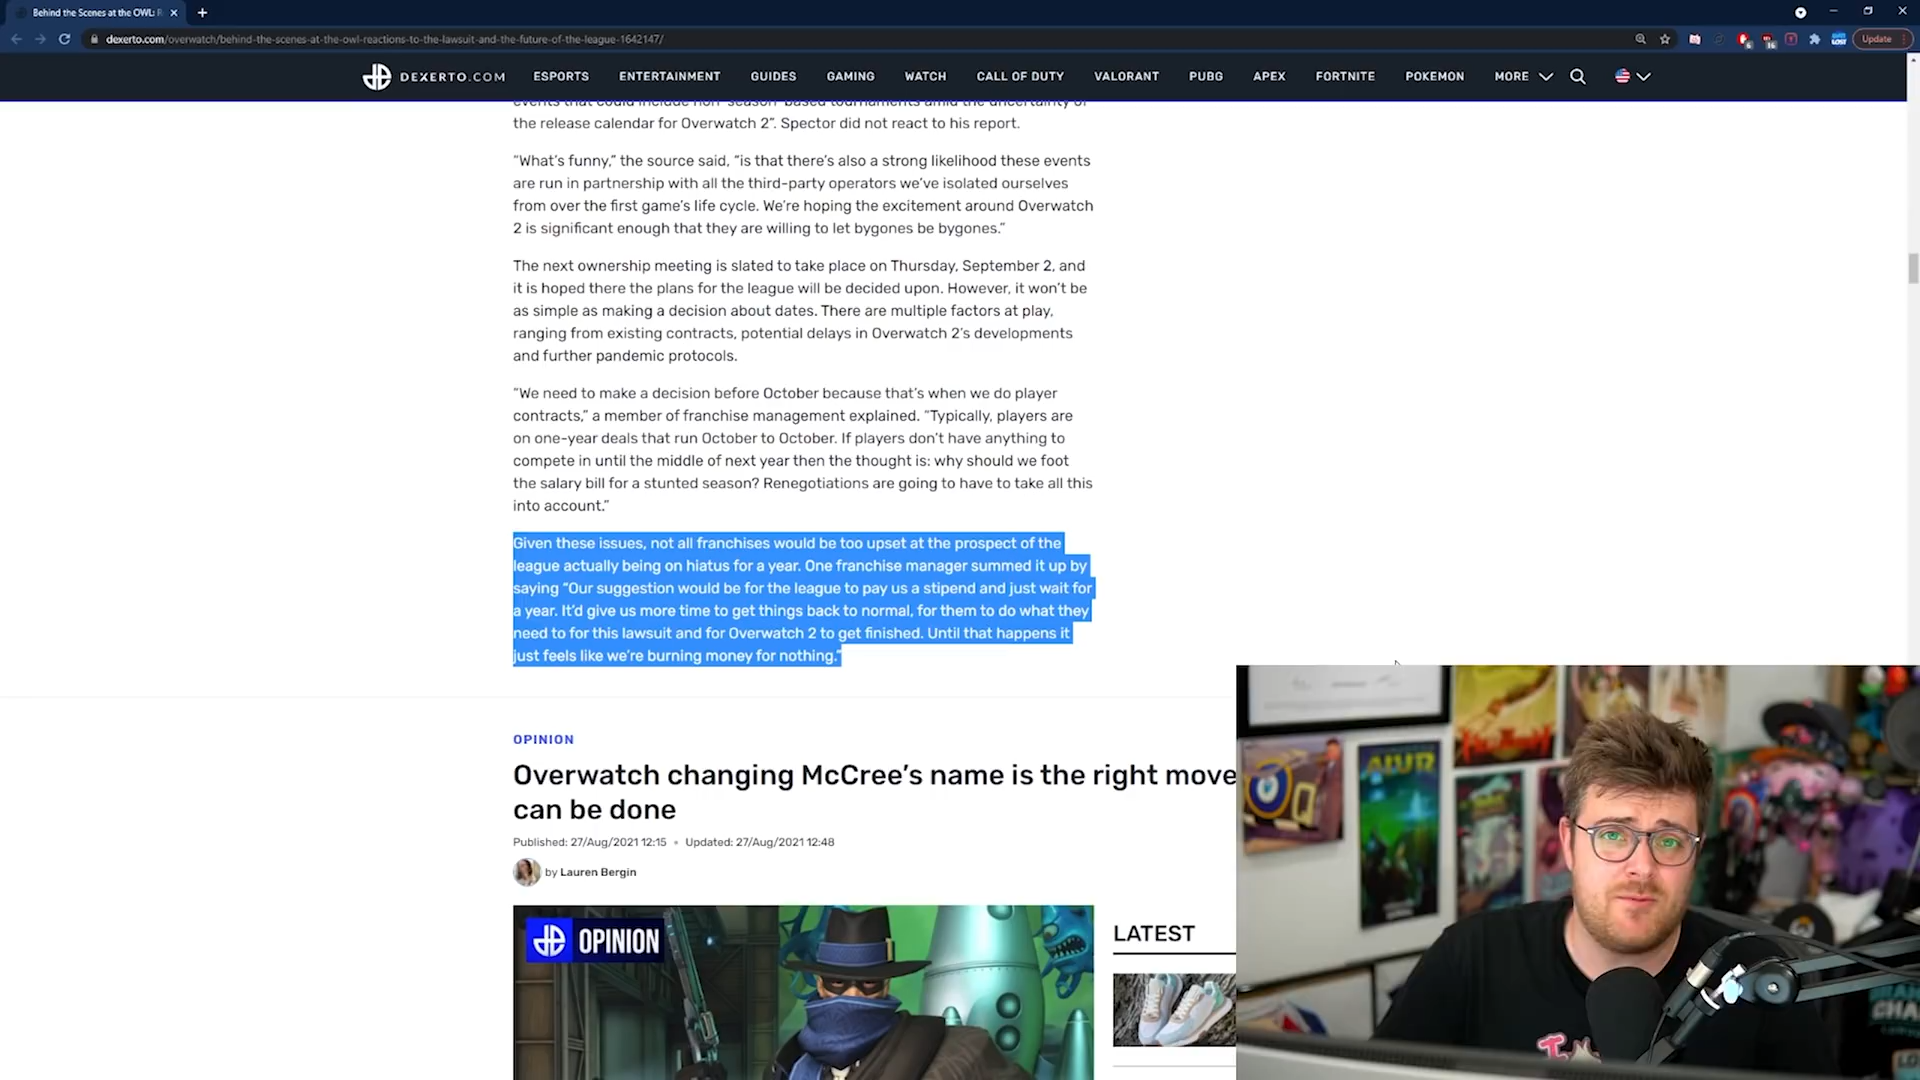 Behind the Scenes at the OWL: R
dexerto.com/overwatch/behind-the-scenes-at-the-owl-reactions-to-the-lawsuit-and-the-future-of-the-league-1642147/
Update
DEXERTO.COM ESPORTS ENTERTAINMENT GUIDES GAMING WATCH CALL OF DUTY VALORANT PUBG APEX FORTNITE POKEMON MORE
events that could include non-season-based tournaments amid the uncertainty of
the release calendar for Overwatch 2”. Spector did not react to his report.
“What’s funny,” the source said, “is that there’s also a strong likelihood these events
are run in partnership with all the third-party operators we’ve isolated ourselves
from over the first game’s life cycle. We’re hoping the excitement around Overwatch
2 is significant enough that they are willing to let bygones be bygones.”
The next ownership meeting is slated to take place on Thursday, September 2, and
it is hoped there the plans for the league will be decided upon. However, it won’t be
as simple as making a decision about dates. There are multiple factors at play,
ranging from existing contracts, potential delays in Overwatch 2’s developments
and further pandemic protocols.
“We need to make a decision before October because that’s when we do player
contracts,” a member of franchise management explained. “Typically, players are
on one-year deals that run October to October. If players don’t have anything to
compete in until the middle of next year then the thought is: why should we foot
the salary bill for a stunted season? Renegotiations are going to have to take all this
into account.”
Given these issues, not all franchises would be too upset at the prospect of the
league actually being on hiatus for a year. One franchise manager summed it up by
saying “Our suggestion would be for the league to pay us a stipend and just wait for
a year. It’d give us more time to get things back to normal, for them to do what they
need to for this lawsuit and for Overwatch 2 to get finished. Until that happens it
just feels like we’re burning money for nothing.”
OPINION
Overwatch changing McCree’s name is the right move
can be done
Published: 27/Aug/2021 12:15 • Updated: 27/Aug/2021 12:48
by Lauren Bergin
OPINION
LATEST